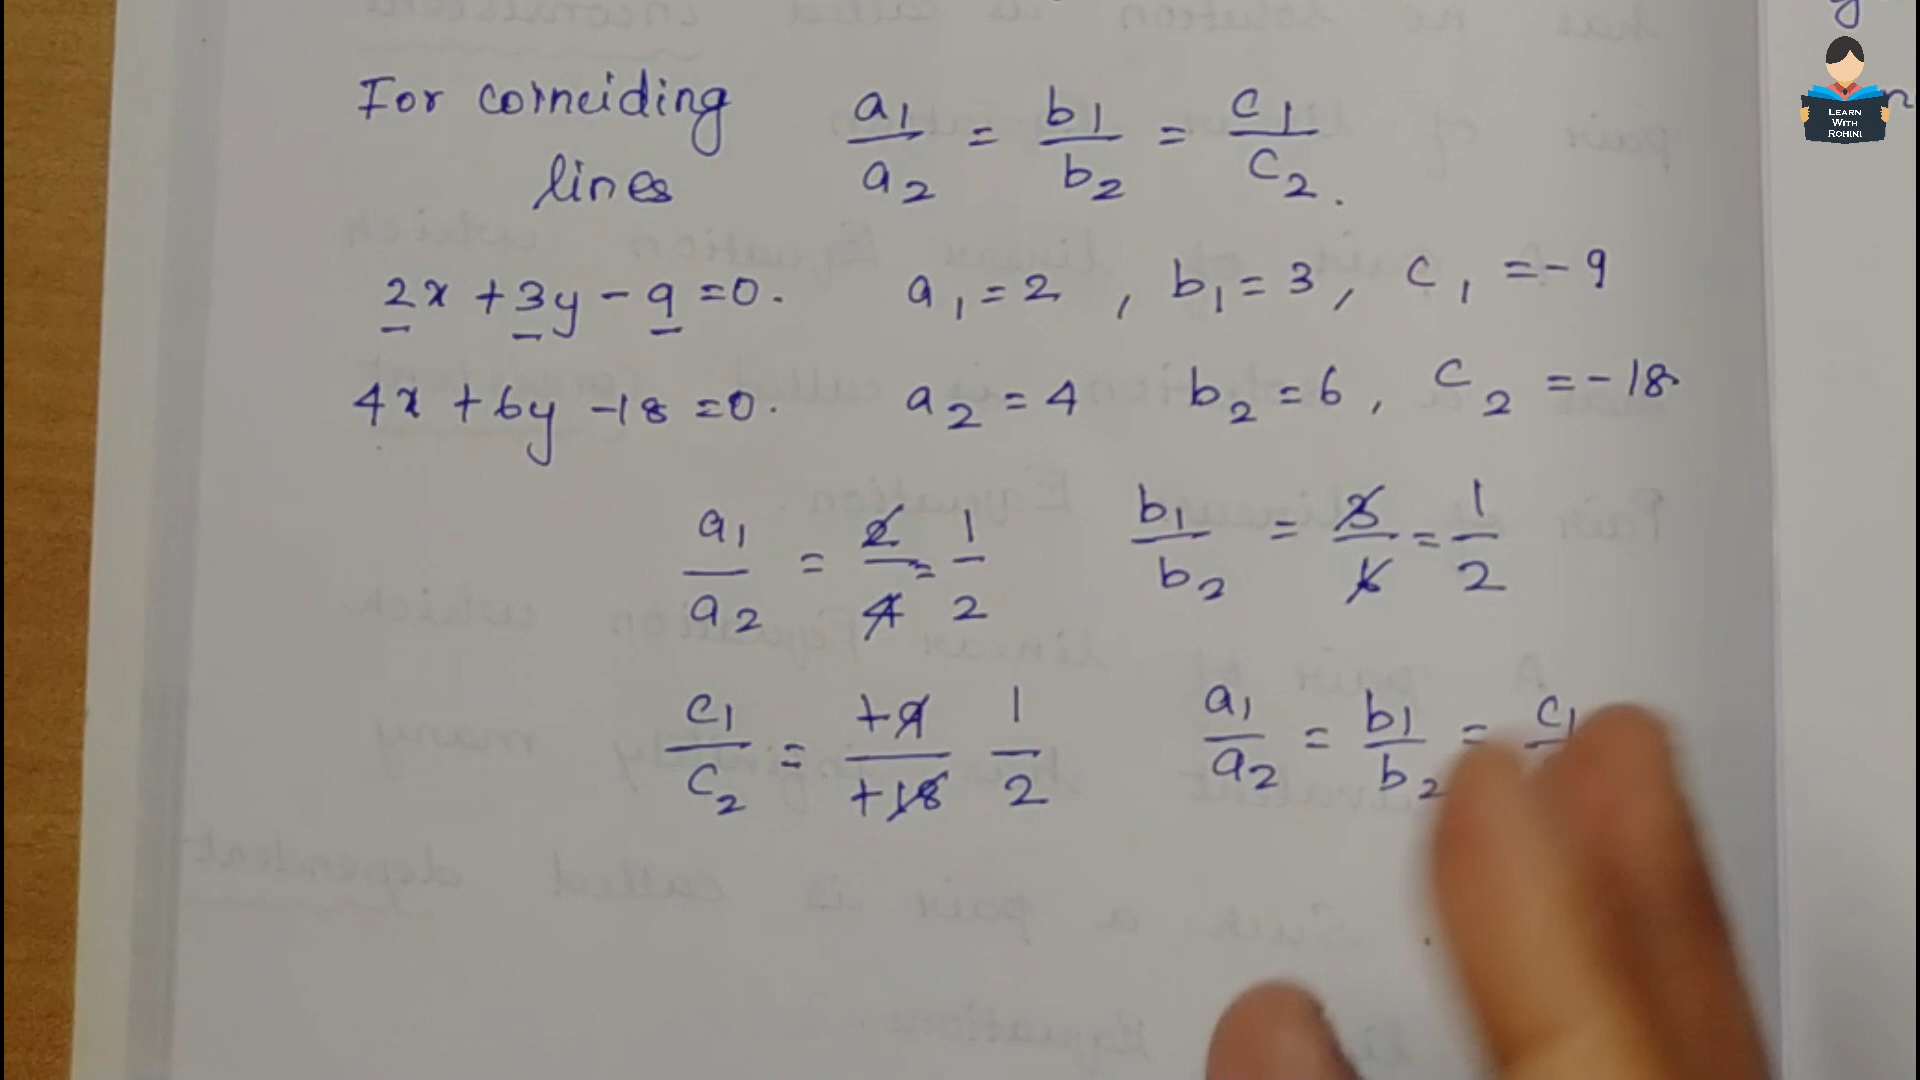 For coinciding a1/a2 = b1/b2 = c1/c2.
lines
2x + 3y - 9 = 0. a1 = 2, b1 = 3, c1 = -9
4x + 6y - 18 = 0. a2 = 4 b2 = 6, c2 = -18
a1/a2 = 2/4 = 1/2 b1/b2 = 3/6 = 1/2
c1/c2 = +9/+18 1/2 a1/a2 = b1/b2 = c1
LEARN
WITH
ROHINI